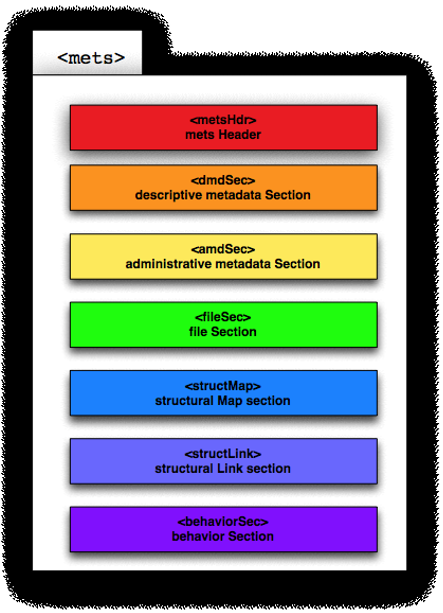 <mets>
<metsHdr>
mets Header
<dmdSec>
descriptive metadata Section
<amdSec>
administrative metadata Section
<fileSec>
file Section
<structMap>
structural Map section
<structLink>
structural Link section
<behaviorSec>
behavior Section